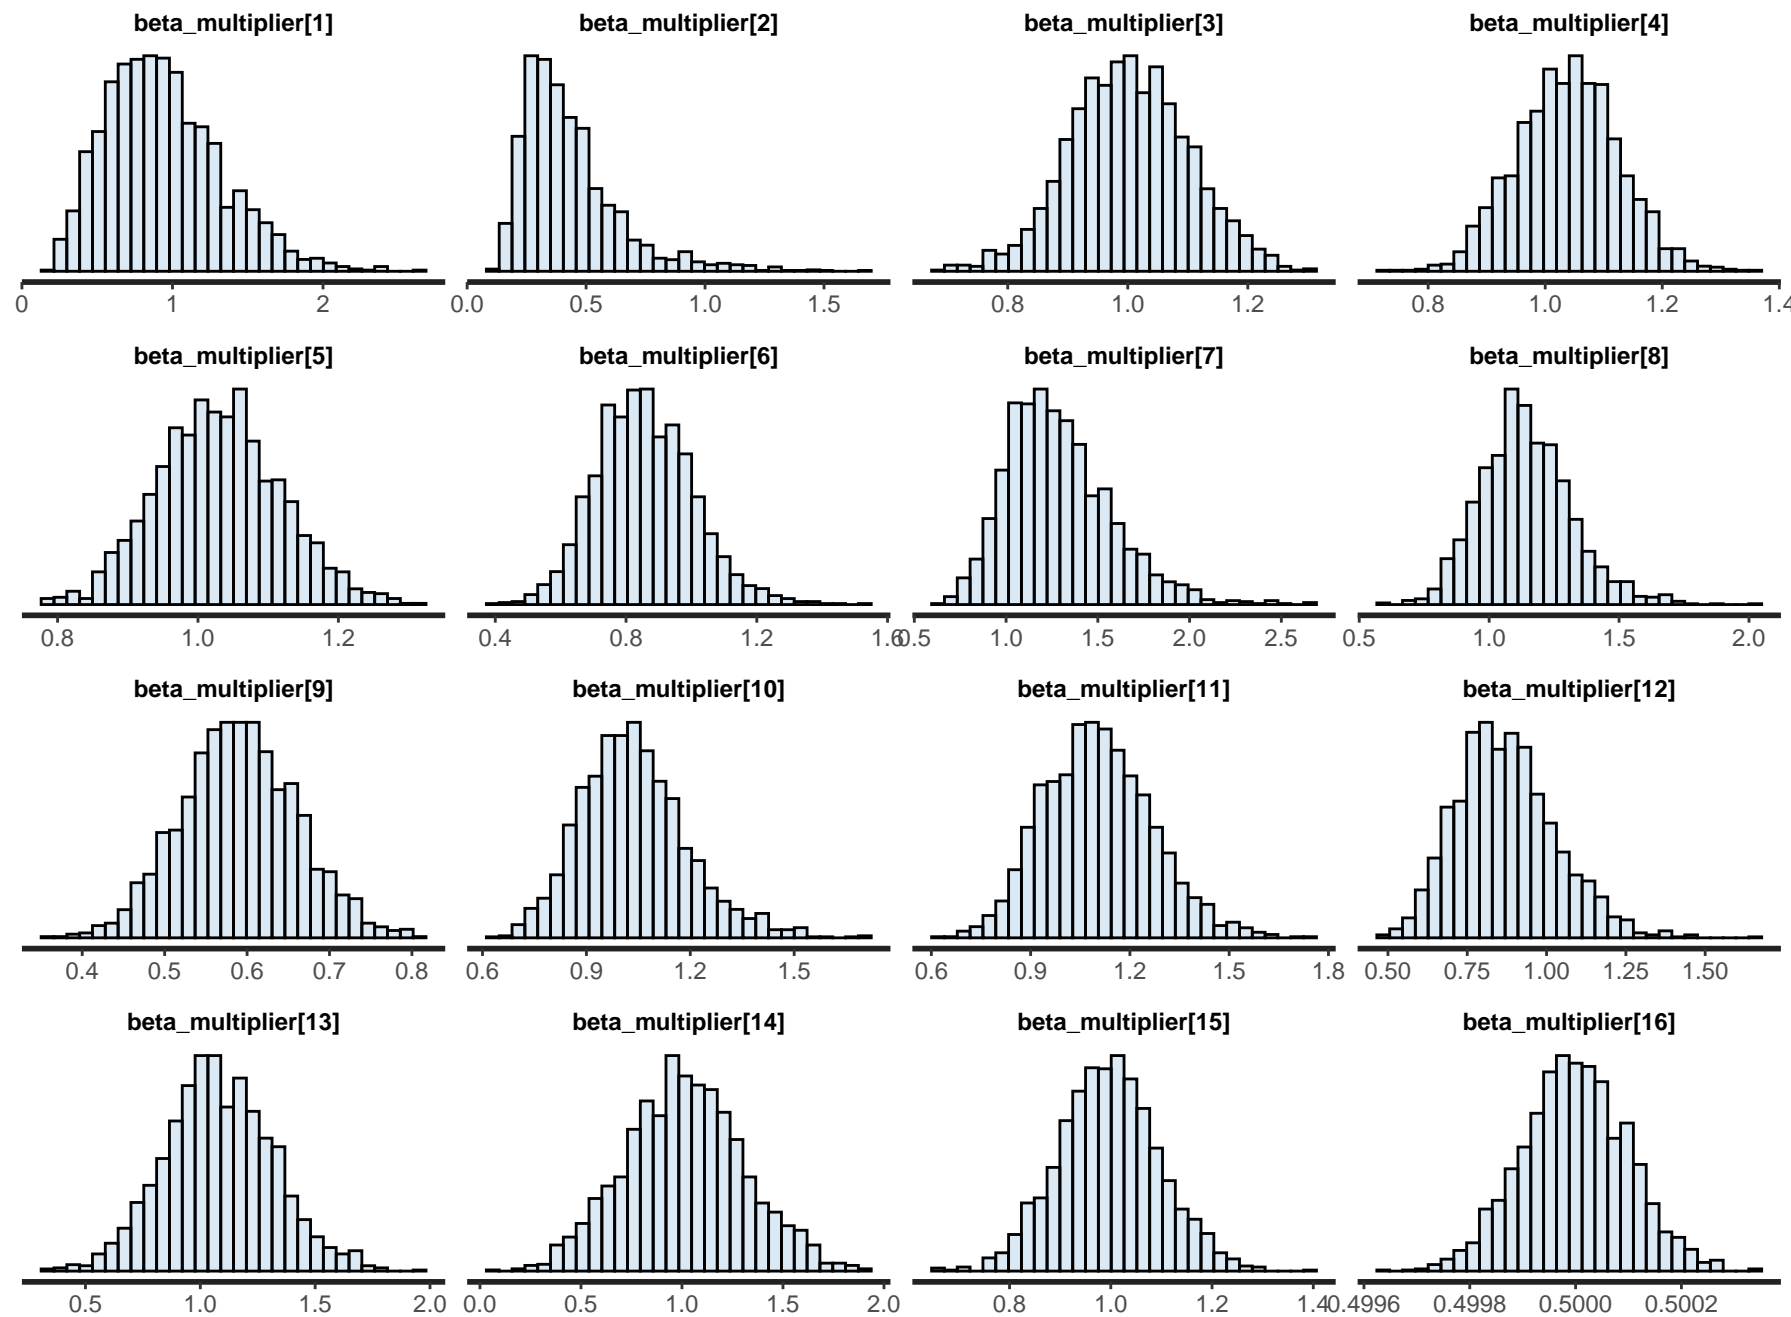 beta_multiplier[1] beta_multiplier[2] beta_multiplier[3] beta_multiplier[4]
0 1 2 0.0 0.5 1.0 1.5 0.8 1.0 1.2 0.8 1.0 1.2 1.4
beta_multiplier[5] beta_multiplier[6] beta_multiplier[7] beta_multiplier[8]
0.8 1.0 1.2 0.4 0.8 1.2 1.6 0.5 1.0 1.5 2.0 2.5 0.5 1.0 1.5 2.0
beta_multiplier[9] beta_multiplier[10] beta_multiplier[11] beta_multiplier[12]
0.4 0.5 0.6 0.7 0.8 0.6 0.9 1.2 1.5 0.6 0.9 1.2 1.5 1.8 0.50 0.75 1.00 1.25 1.50
beta_multiplier[13] beta_multiplier[14] beta_multiplier[15] beta_multiplier[16]
0.5 1.0 1.5 2.0 0.0 0.5 1.0 1.5 2.0 0.8 1.0 1.2 1.4 0.4996 0.4998 0.5000 0.5002